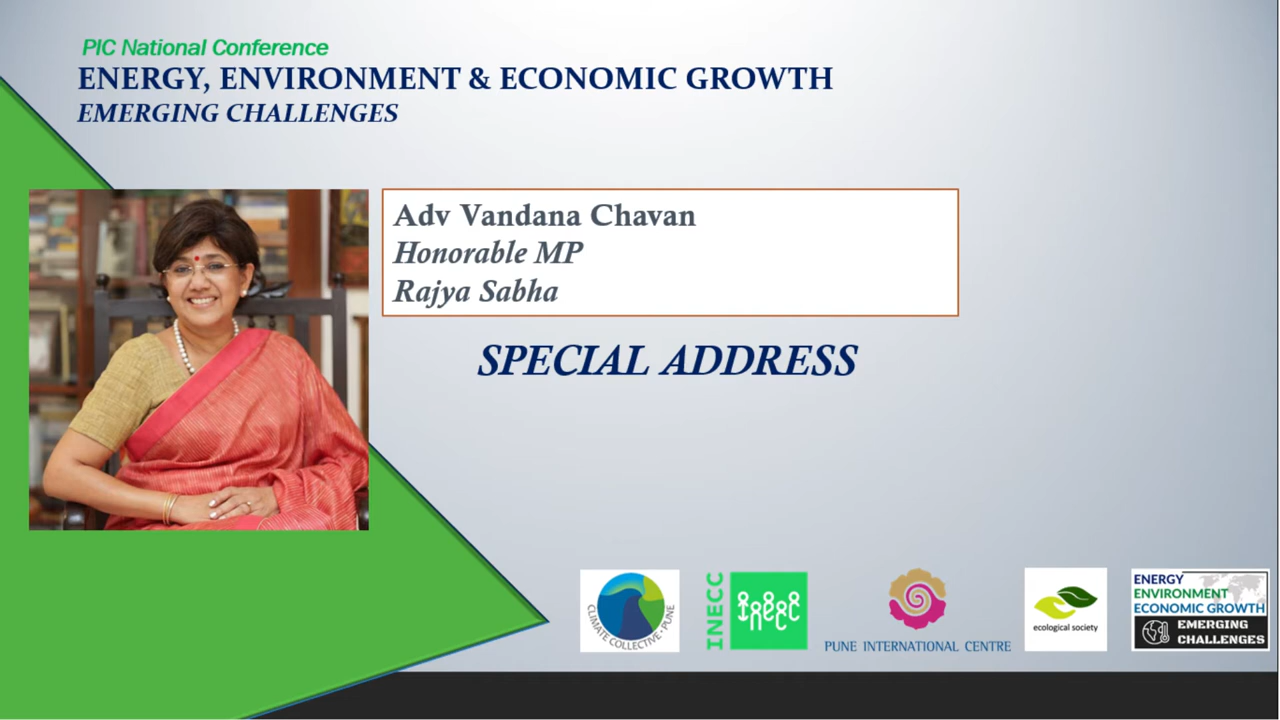 PIC National Conference
ENERGY, ENVIRONMENT & ECONOMIC GROWTH
EMERGING CHALLENGES
Adv Vandana Chavan
Honorable MP
Rajya Sabha
SPECIAL ADDRESS
CLIMATE COLLECTIVE • PUNE
INECC
PUNE INTERNATIONAL CENTRE
ecological society
ENERGY
ENVIRONMENT
ECONOMIC GROWTH
EMERGING
CHALLENGES